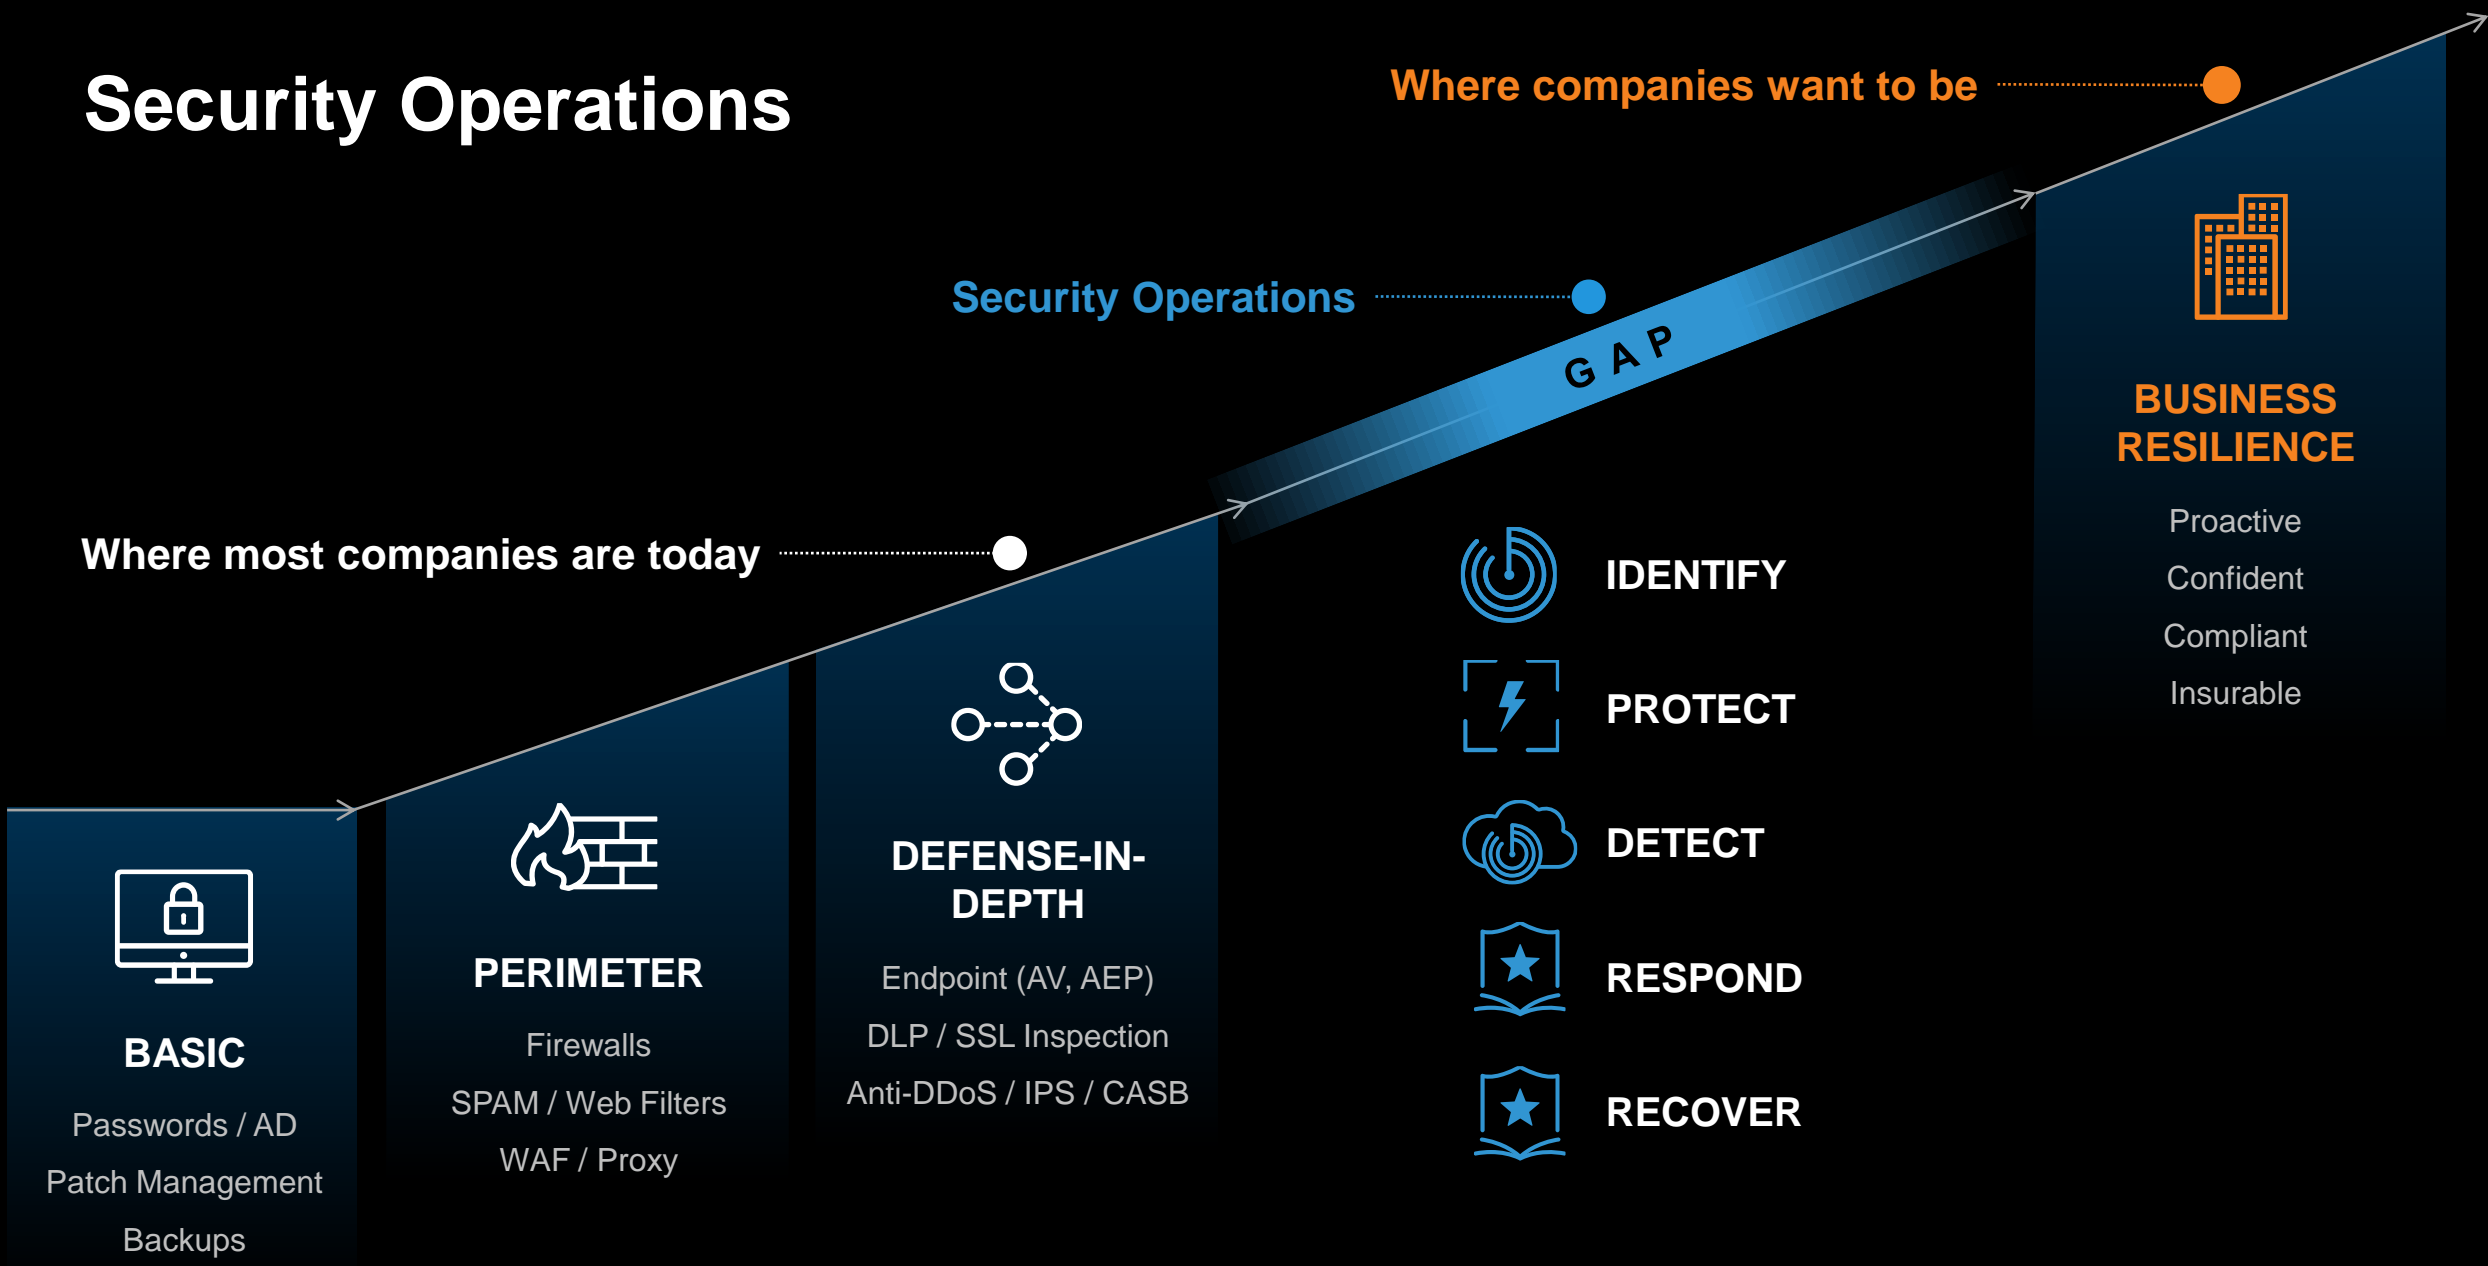 Security Operations
Where companies want to be
Security Operations
GAP
Where most companies are today
BASIC
Passwords / AD
Patch Management
Backups
PERIMETER
Firewalls
SPAM / Web Filters
WAF / Proxy
DEFENSE-IN-
DEPTH
Endpoint (AV, AEP)
DLP / SSL Inspection
Anti-DDoS / IPS / CASB
IDENTIFY
PROTECT
DETECT
RESPOND
RECOVER
BUSINESS
RESILIENCE
Proactive
Confident
Compliant
Insurable